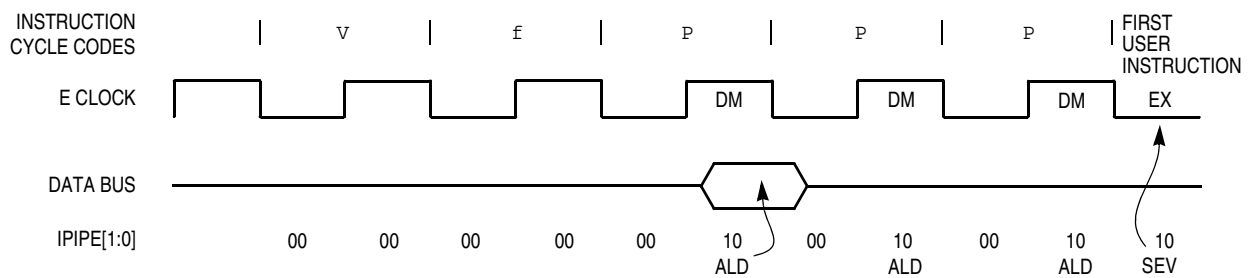 INSTRUCTION CYCLE CODES
V f P P P
FIRST USER INSTRUCTION
E CLOCK
DM DM DM EX
DATA BUS
IPIPE[1:0]
00 00 00 00 00 10 00 10 00 10 10
ALD ALD ALD SEV